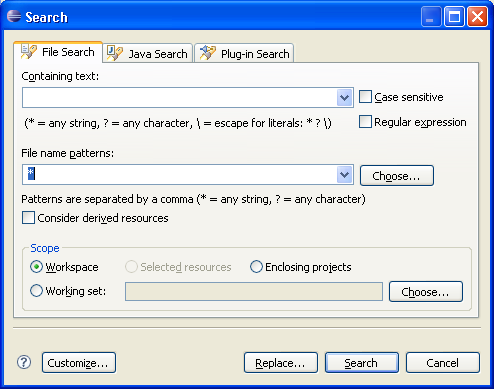 Search
File Search Java Search Plug-in Search
Containing text:
Case sensitive
(* = any string, ? = any character, \ = escape for literals: * ? \) Regular expression
File name patterns:
* Choose...
Patterns are separated by a comma (* = any string, ? = any character)
Consider derived resources
Scope
Workspace Selected resources Enclosing projects
Working set: Choose...
? Customize... Replace... Search Cancel